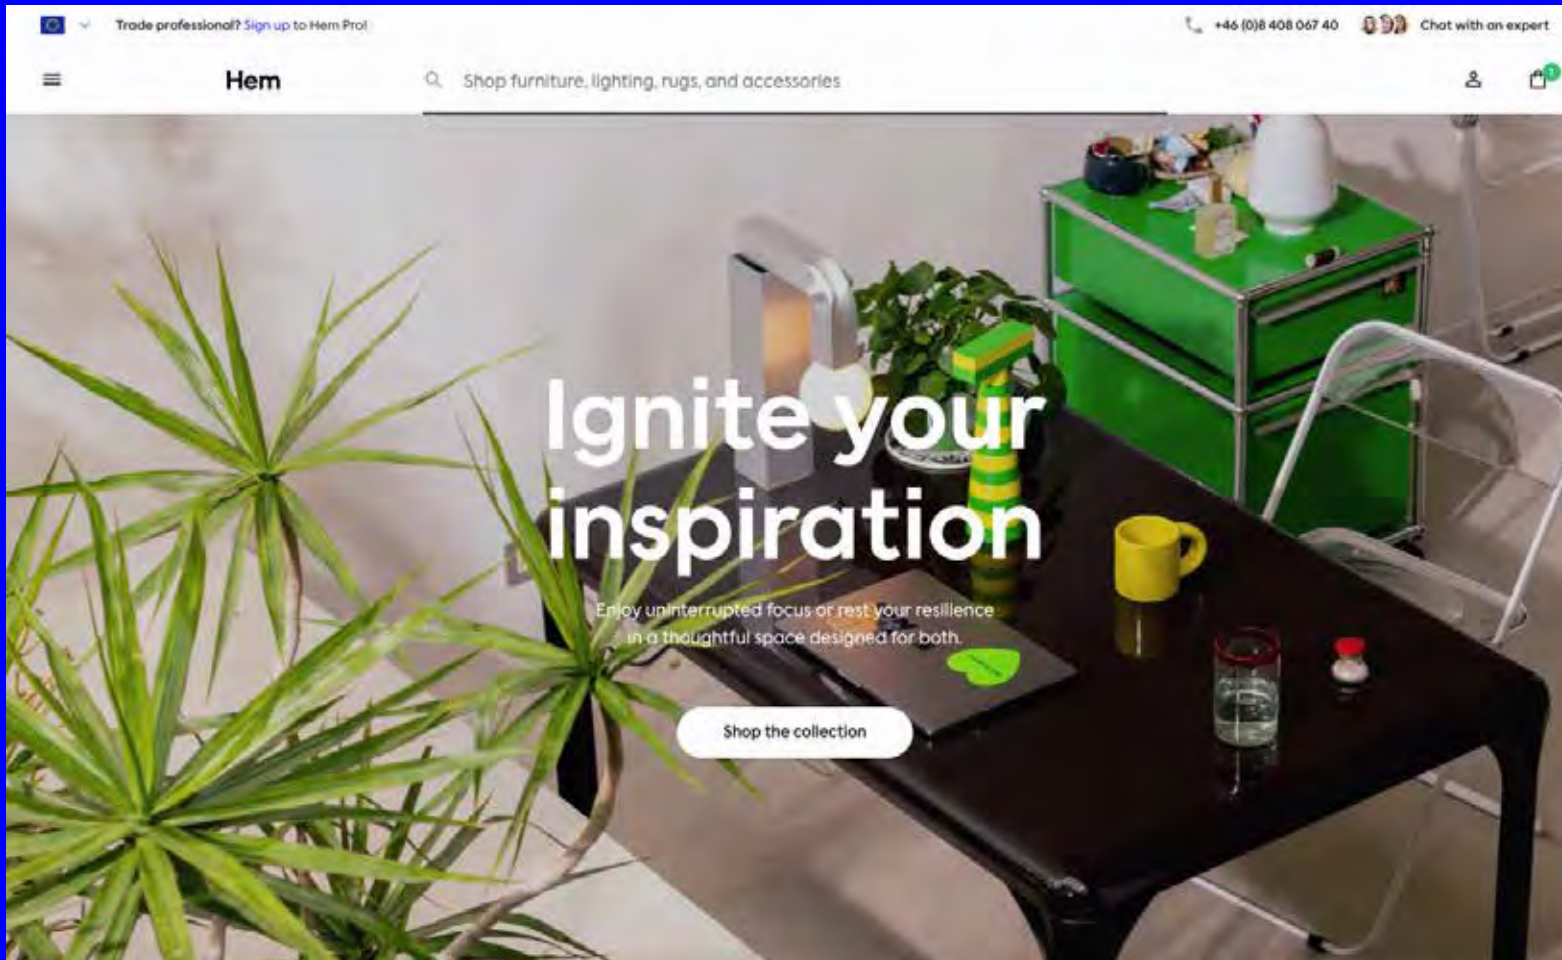 Trade professional? Sign up to Hem Pro!
+46 (0)8 408 067 40
Chat with an expert
Hem
Shop furniture, lighting, rugs, and accessories
1
Ignite your
inspiration
Enjoy uninterrupted focus or rest your resilience
in a thoughtful space designed for both.
Shop the collection